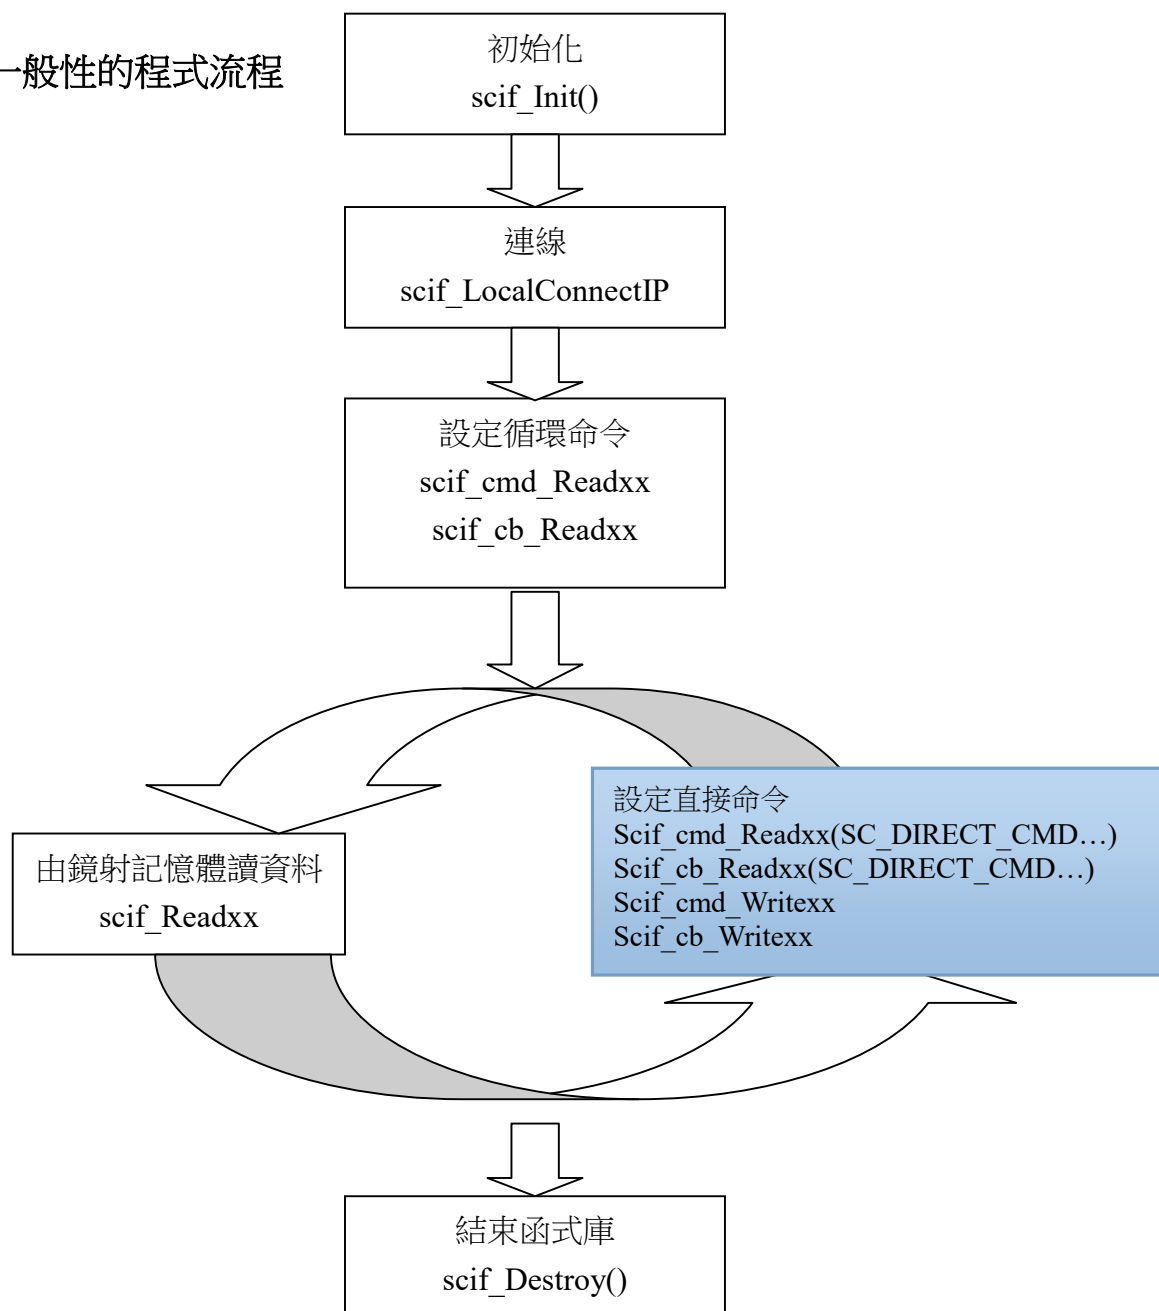 一般性的程式流程
初始化
scif_Init()
連線
scif_LocalConnectIP
設定循環命令
scif_cmd_Readxx
scif_cb_Readxx
設定直接命令
Scif_cmd_Readxx(SC_DIRECT_CMD…)
Scif_cb_Readxx(SC_DIRECT_CMD…)
Scif_cmd_Writexx
Scif_cb_Writexx
由鏡射記憶體讀資料
scif_Readxx
結束函式庫
scif_Destroy()